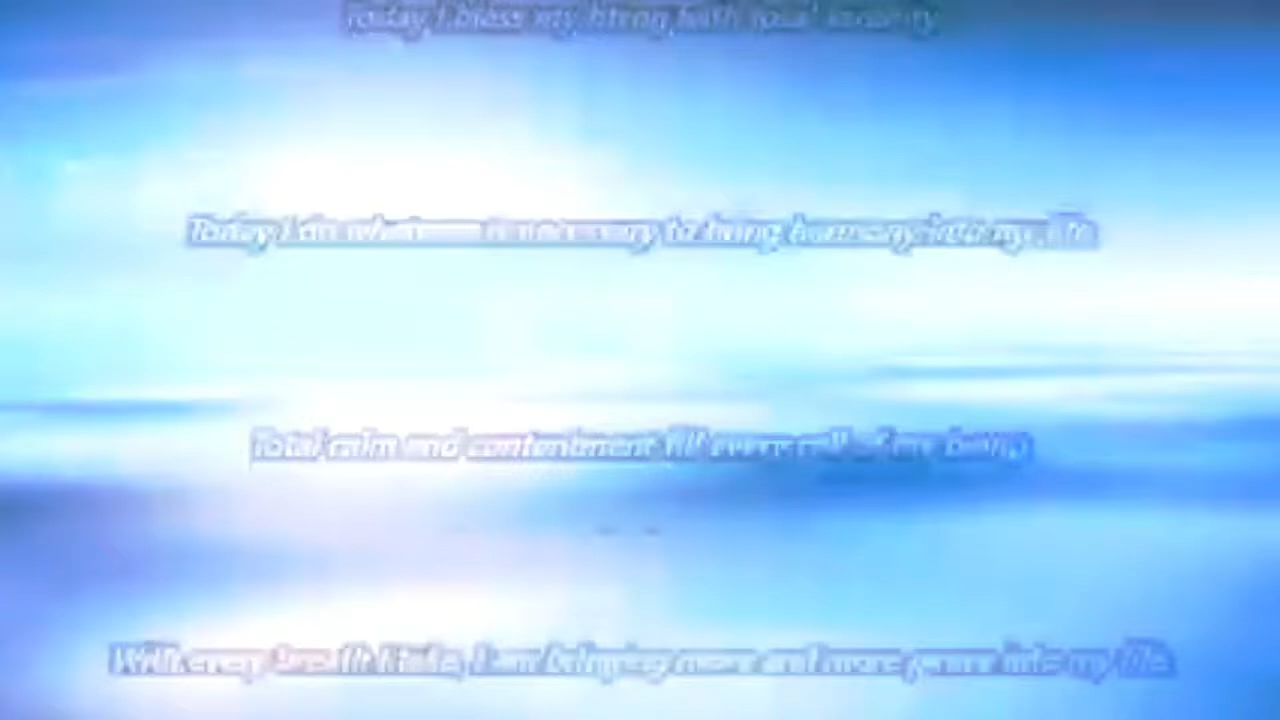 Today I bless my being with total
Today I do whatever is necessary to bring harmony into my life
Total calm and contentment fill every cell of my being
With every breath I take, I am bringing more and more peace into my life